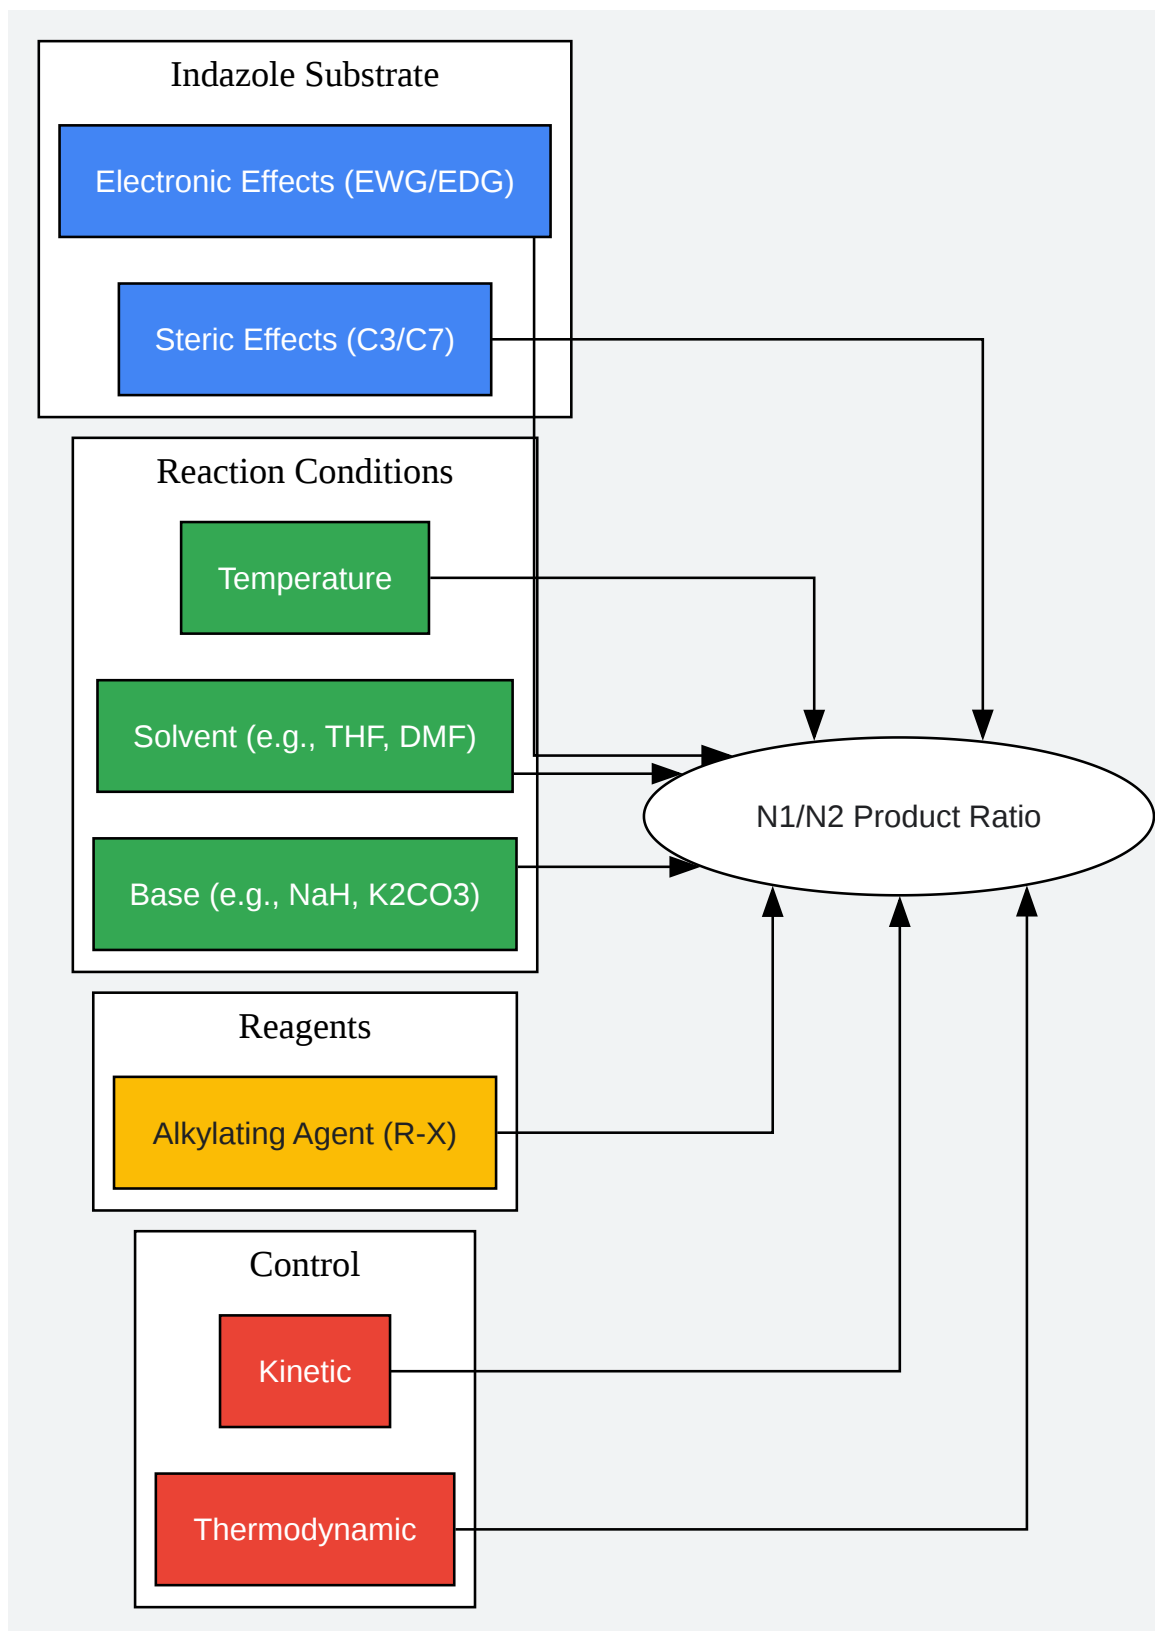 Indazole Substrate
Electronic Effects (EWG/EDG)
Steric Effects (C3/C7)
Reaction Conditions
Temperature
Solvent (e.g., THF, DMF)
Base (e.g., NaH, K2CO3)
N1/N2 Product Ratio
Reagents
Alkylating Agent (R-X)
Control
Kinetic
Thermodynamic